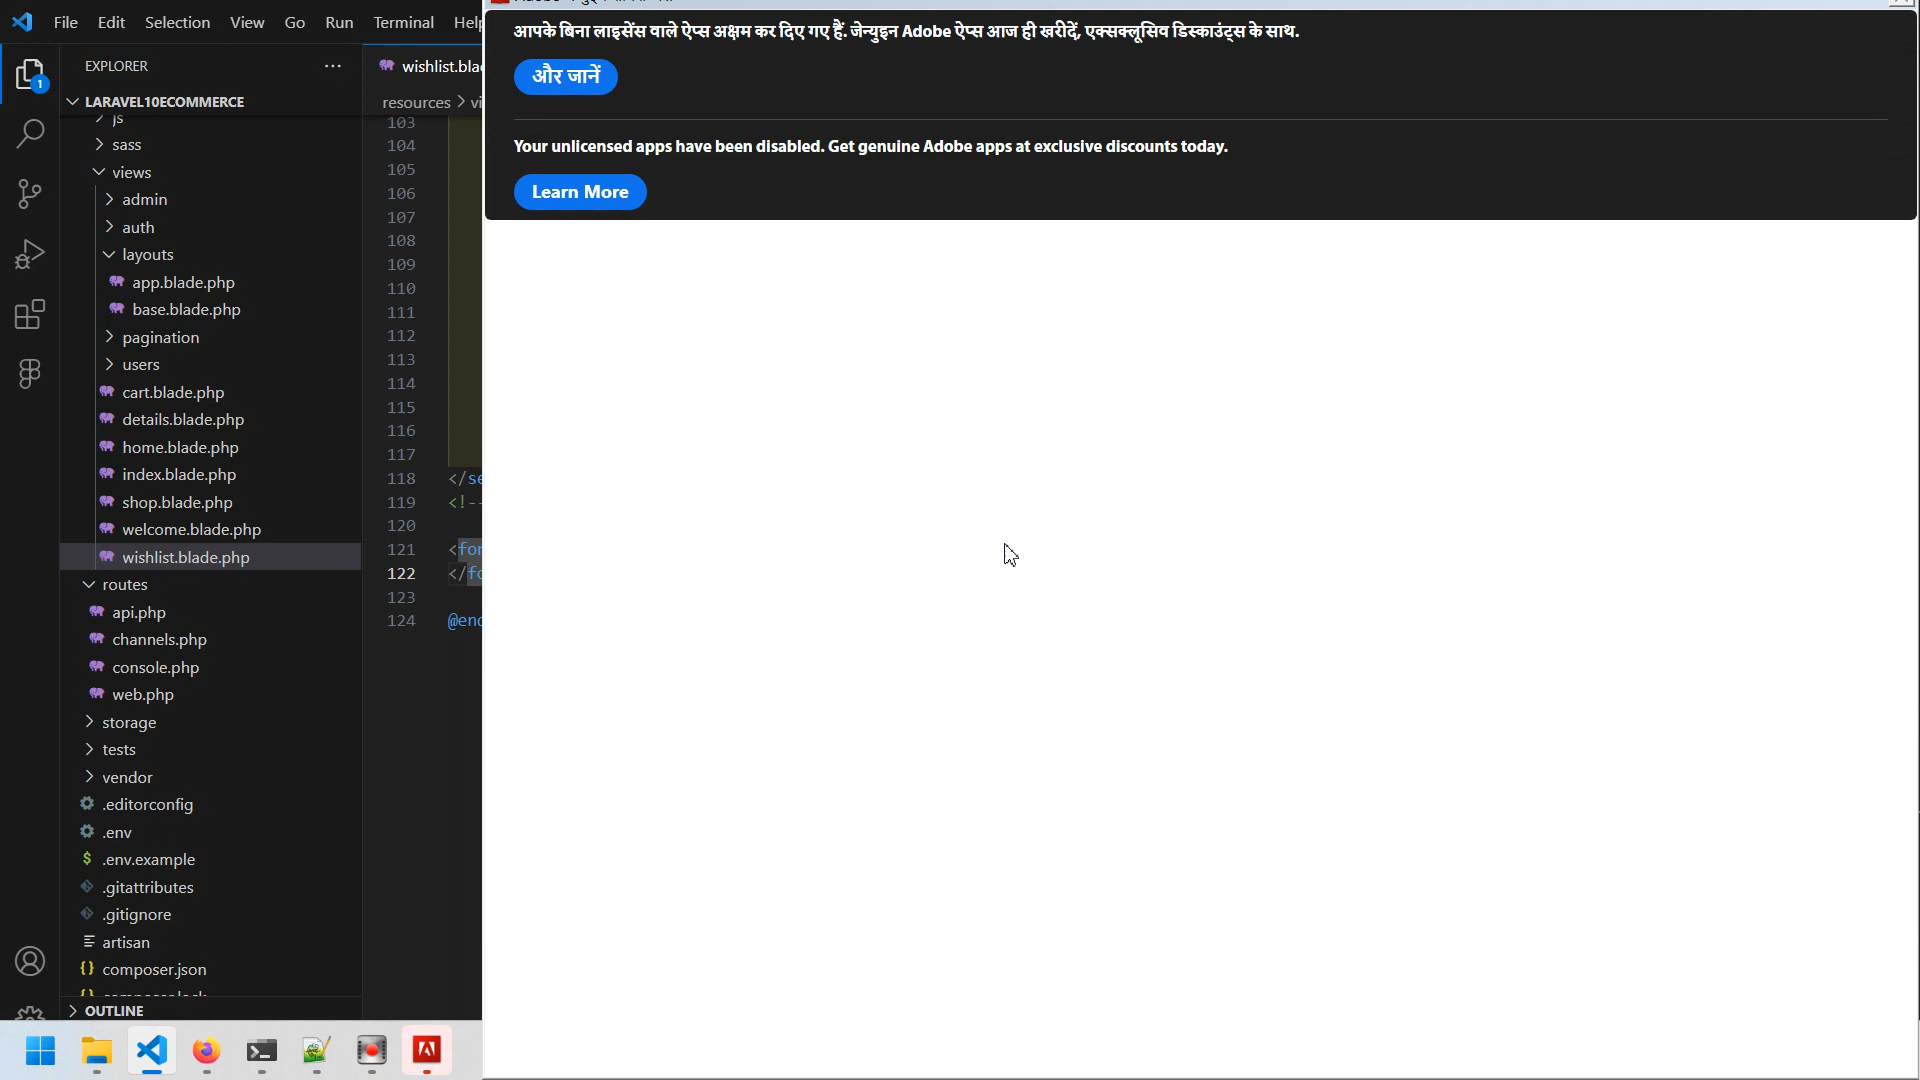 File Edit Selection View Go Run Terminal Help
आपके बिना लाइसेंस वाले ऐप्स अक्षम कर दिए गए हैं. जेन्युइन Adobe ऐप्स आज ही खरीदें, एक्सक्लूसिव डिस्काउंट्स के साथ.
और जानें
Your unlicensed apps have been disabled. Get genuine Adobe apps at exclusive discounts today.
Learn More
1
EXPLORER
LARAVEL10ECOMMERCE
js
sass
views
admin
auth
layouts
app.blade.php
base.blade.php
pagination
users
cart.blade.php
details.blade.php
home.blade.php
index.blade.php
shop.blade.php
welcome.blade.php
wishlist.blade.php
routes
api.php
channels.php
console.php
web.php
storage
tests
vendor
.editorconfig
.env
.env.example
.gitattributes
.gitignore
artisan
composer.json
OUTLINE
wishlist.blad
resources > vi
103
104
105
106
107
108
109
110
111
112
113
114
115
116
117
118 </se
119 <!--
120
121 <for
122 </fo
123
124 @end